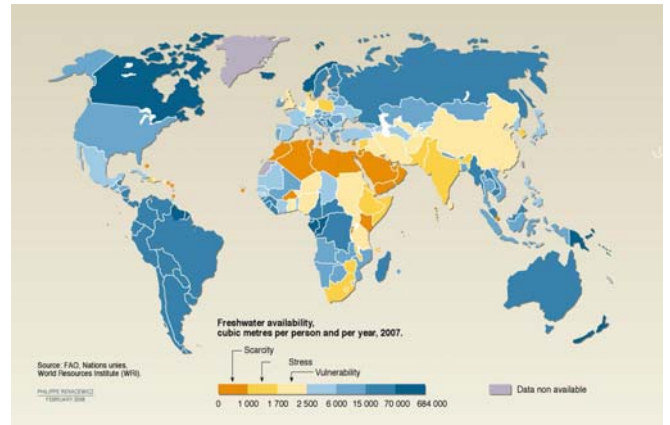 Freshwater availability,
cubic metres per person and per year, 2007.
Scarcity
Stress
Vulnerability
0 1 000 1 700 2 500 6 000 15 000 70 000 684 000
Data non available
Source: FAO, Nations unies,
World Resources Institute (WRI).
PHILIPPE REKACEWICZ
FEBRUARY 2008